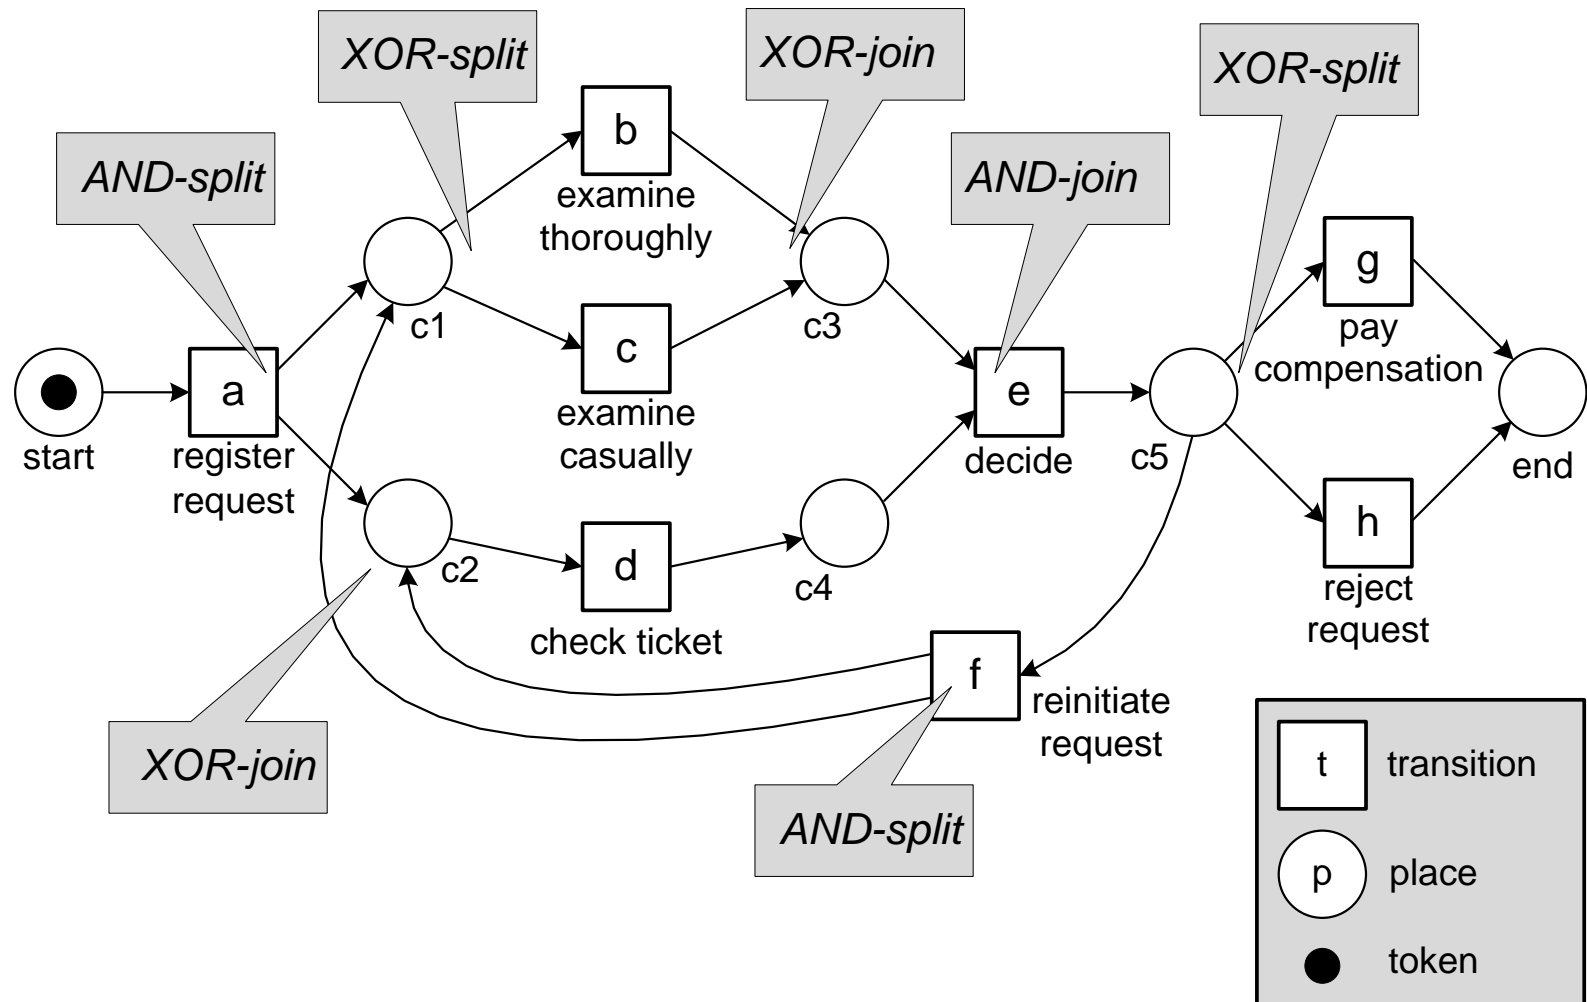 XOR-split
XOR-join
XOR-split
AND-split
AND-join
b
examine
thoroughly
g
pay
compensation
c1
c3
c
examine
casually
start
a
register
request
e
decide
c5
end
c2
d
check ticket
c4
h
reject
request
f
reinitiate
request
XOR-join
AND-split
t
transition
p
place
token